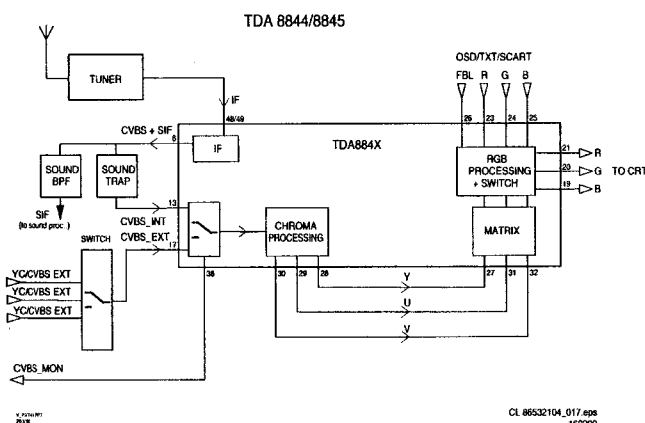 TDA 8844/8845
OSD/TXT/SCART
FBL R G B
TUNER
IF
48/49
26 23 24 25
CVBS + SIF
6
IF
TDA884X
21 R
RGB
PROCESSING
+ SWITCH
20 G TO CRT
19 B
SOUND
BPF
SOUND
TRAP
13
SIF
(to sound proc..)
CVBS_INT
CHROMA
PROCESSING
MATRIX
SWITCH
CVBS_EXT
17
38
30 29 28
27 31 32
YC/CVBS EXT
YC/CVBS EXT
YC/CVBS EXT
Y
U
V
CVBS_MON
CL 86532104_017.eps